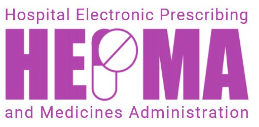 Hospital Electronic Prescribing
HEPMA
and Medicines Administration